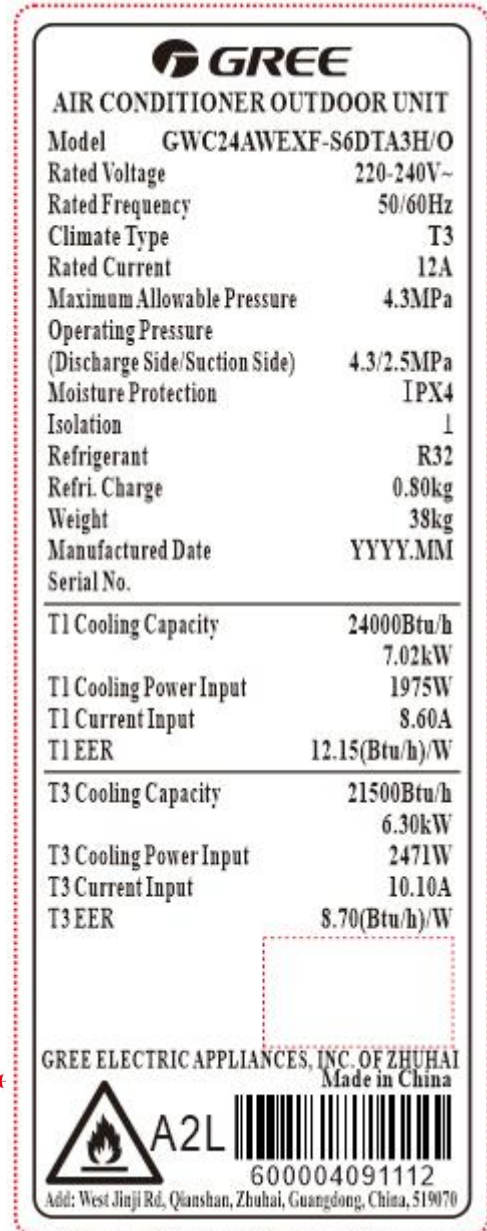 GREE
AIR CONDITIONER OUTDOOR UNIT
Model GWC24AWEXF-S6DTA3H/O
Rated Voltage 220-240V~
Rated Frequency 50/60Hz
Climate Type T3
Rated Current 12A
Maximum Allowable Pressure 4.3MPa
Operating Pressure
(Discharge Side/Suction Side) 4.3/2.5MPa
Moisture Protection IPX4
Isolation I
Refrigerant R32
Refri. Charge 0.80kg
Weight 38kg
Manufactured Date YYYY.MM
Serial No.
T1 Cooling Capacity 24000Btu/h
7.02kW
T1 Cooling Power Input 1975W
T1 Current Input 8.60A
T1 EER 12.15(Btu/h)/W
T3 Cooling Capacity 21500Btu/h
6.30kW
T3 Cooling Power Input 2471W
T3 Current Input 10.10A
T3 EER 8.70(Btu/h)/W
GREE ELECTRIC APPLIANCES, INC. OF ZHUHAI
Made in China
A2L
600004091112
Add: West Jinji Rd, Qianshan, Zhuhai, Guangdong, China, 519070